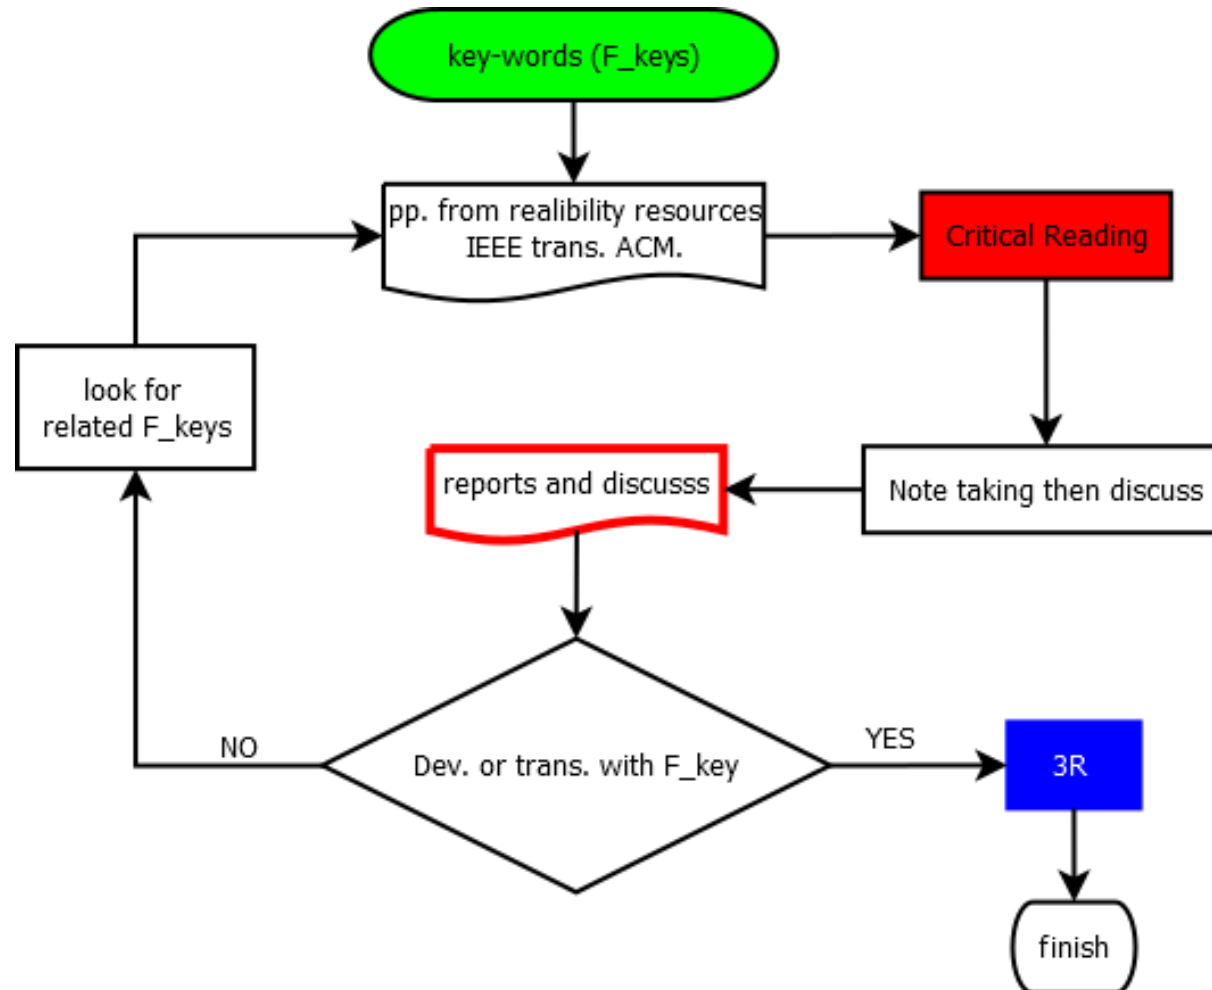 key-words (F_keys)
pp. from realibility resources
IEEE trans. ACM.
Critical Reading
look for
related F_keys
reports and discusss
Note taking then discuss
NO
Dev. or trans. with F_key
YES
3R
finish